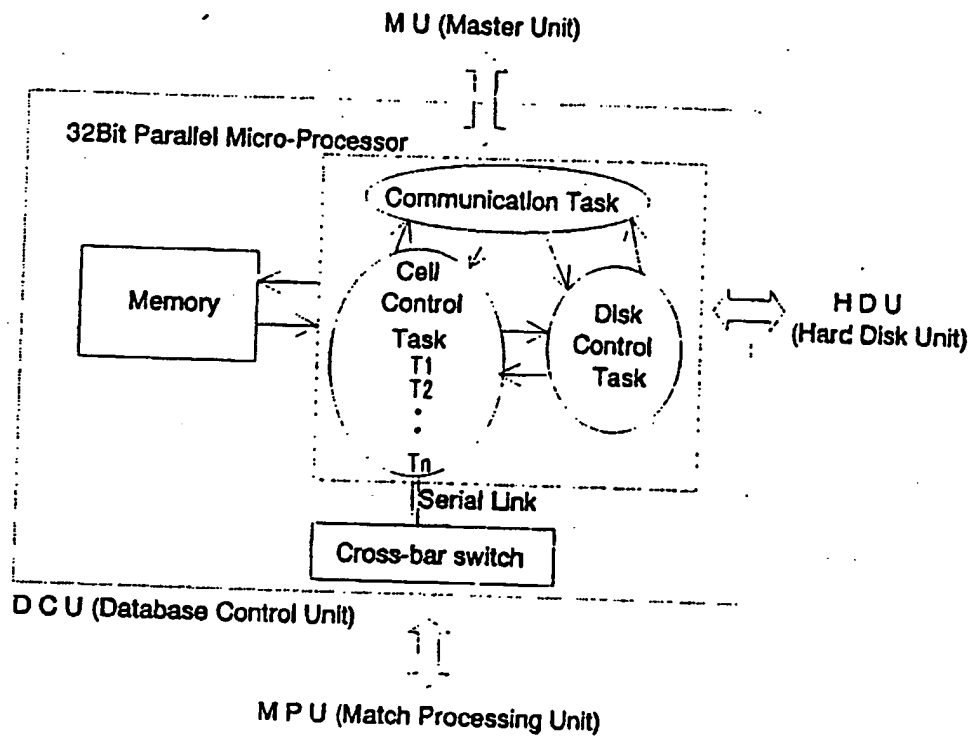 M U (Master Unit)
32Bit Parallel Micro-Processor
Communication Task
Memory
Cell
Control
Task
T1
T2
•
•
Tn
Disk
Control
Task
H D U
(Hard Disk Unit)
Serial Link
Cross-bar switch
D C U (Database Control Unit)
M P U (Match Processing Unit)